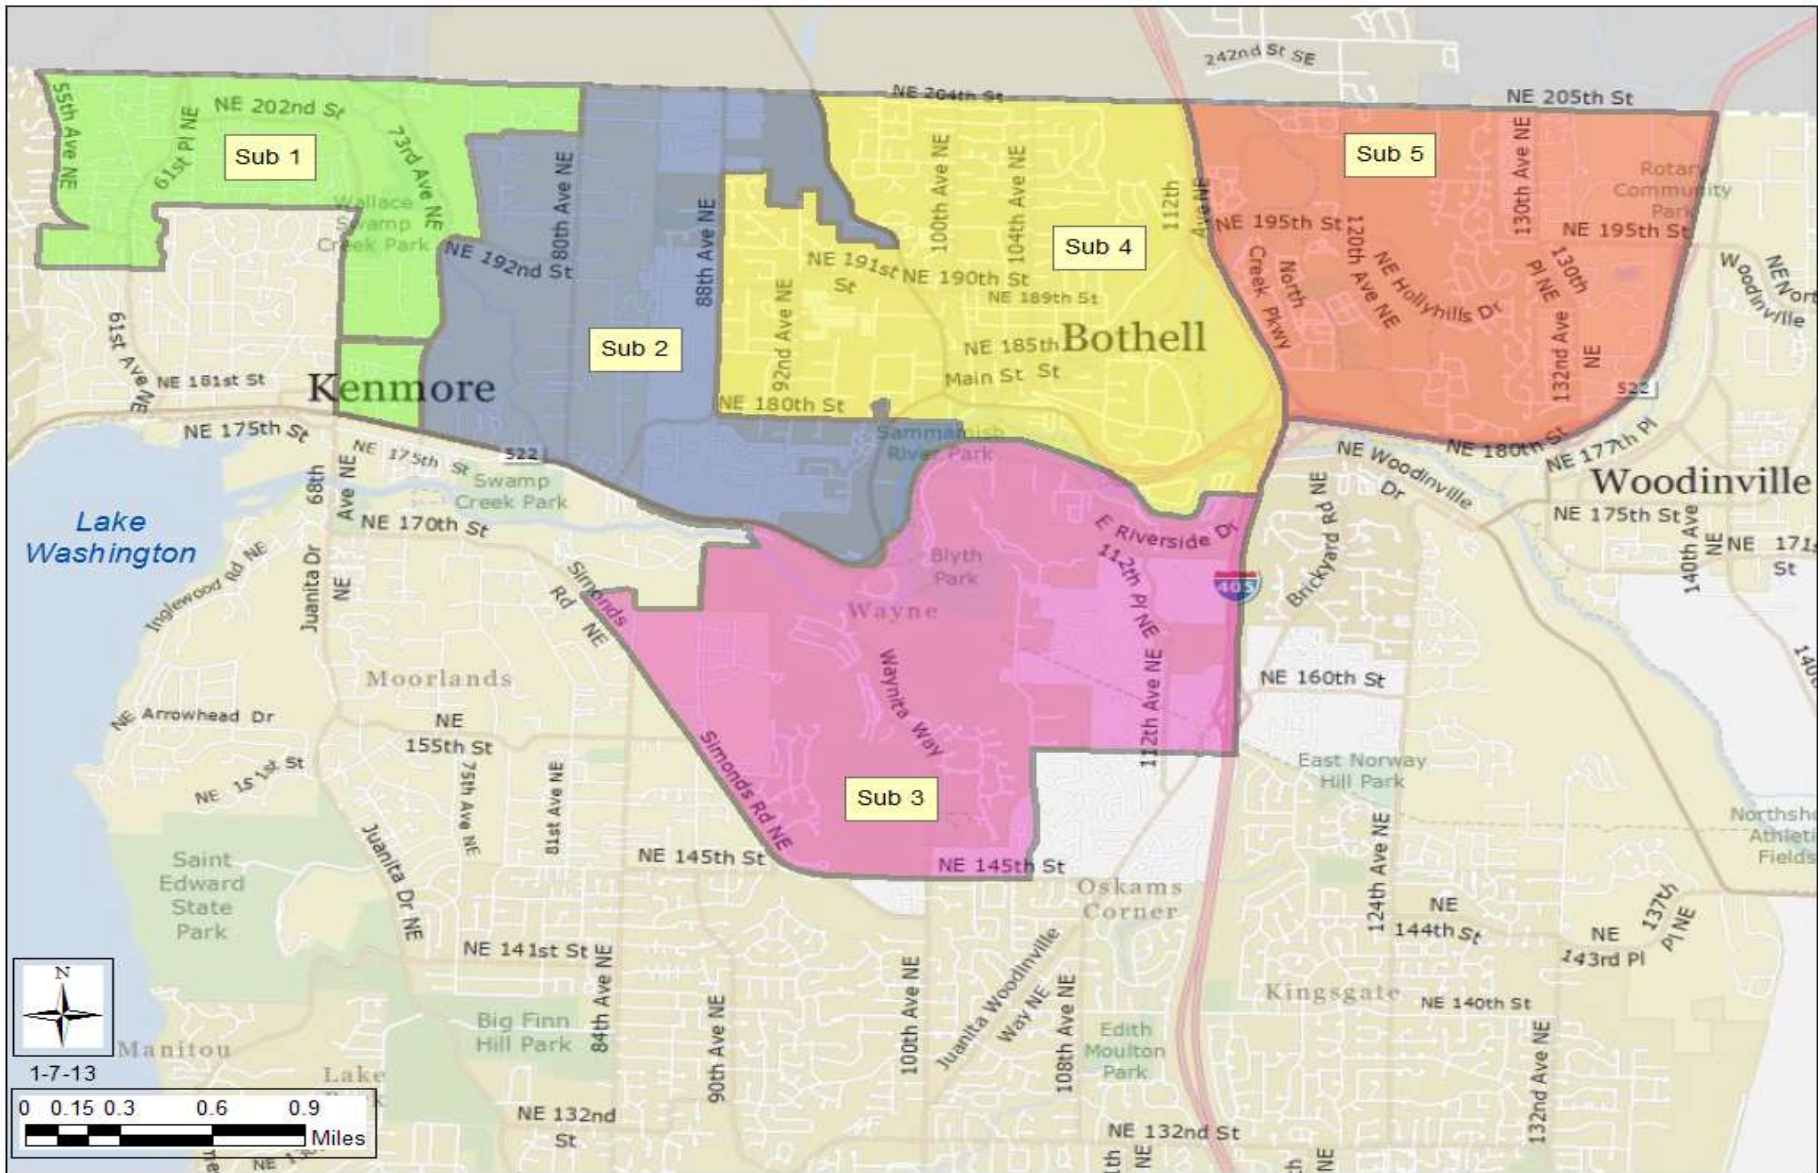 242nd St SE
NE 204th St
NE 205th St
55th Ave NE
NE 202nd St
61st Pl NE
73rd Ave NE
Sub 1
Sub 5
130th Ave NE
Rotary
Community
Park
80th Ave NE
88th Ave NE
100th Ave NE
104th Ave NE
112th
Ave NE
Wallace
Swamp
Creek Park
NE 195th St
120th Ave NE
NE 195th St
Sub 4
NE 192nd St
NE 191st
St
NE 190th St
NE 189th St
North
Creek Pkwy
NE Hollyhills Dr
130th
Pl NE
Woodinville
61st Ave NE
Sub 2
92nd Ave NE
NE 185th
St
Bothell
Main St
132nd Ave
NE
NE 181st St
Kenmore
NE 180th St
522
NE 175th St
NE 175th St
522
Sammamish
River Park
NE 180th St
NE 177th Pl
NE Woodinville
Dr
Woodinville
68th
Ave NE
Swamp
Creek Park
Lake
Washington
NE 170th St
E Riverside Dr
Brickyard Rd NE
NE 175th St
140th Ave
NE
NE 171s
St
Inglewood Rd NE
Juanita Dr
NE
Simonds
Rd
NE
Blyth
Park
112th Pl NE
405
Wayne
Moorlands
Waynita Way
112th Ave NE
NE 160th St
NE Arrowhead Dr
NE
155th St
Simonds Rd NE
NE 151st St
75th Ave NE
81st Ave NE
East Norway
Hill Park
Sub 3
Northsho
Athleti
Fields
Juanita Dr NE
NE 145th St
NE 145th St
124th Ave NE
Saint
Edward
State
Park
Oskams
Corner
NE
144th St
137th
Pl NE
NE
143rd Pl
NE 141st St
84th Ave NE
100th Ave NE
Juanita Woodinville
Way NE
108th Ave NE
Kingsgate
NE 140th St
N
90th Ave NE
Big Finn
Hill Park
Edith
Moulton
Park
132nd Ave NE
Manitou
1-7-13
Lake
0 0.15 0.3 0.6 0.9
Miles
NE 132nd
St
NE 132nd St
NE
NE
NE